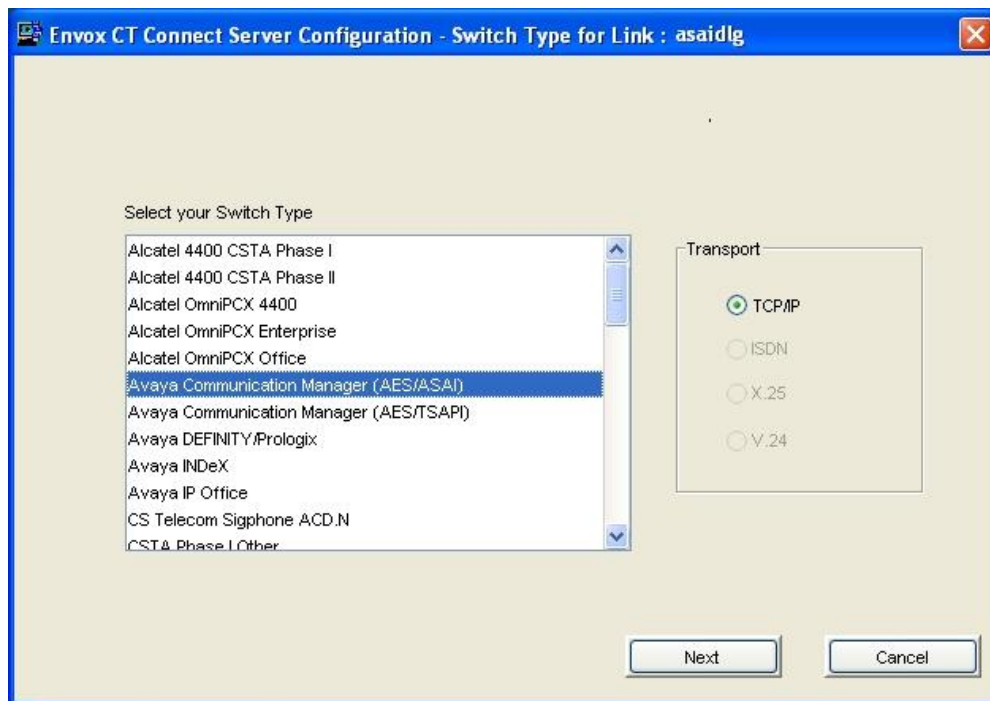 Envox CT Connect Server Configuration - Switch Type for Link : asaidlg
Select your Switch Type
Alcatel 4400 CSTA Phase I
Alcatel 4400 CSTA Phase II
Alcatel OmniPCX 4400
Alcatel OmniPCX Enterprise
Alcatel OmniPCX Office
Avaya Communication Manager (AES/ASAI)
Avaya Communication Manager (AES/TSAPI)
Avaya DEFINITY/Prologix
Avaya INDeX
Avaya IP Office
CS Telecom Sigphone ACD.N
CSTA Phase I Other
Transport
TCP/IP
ISDN
X.25
V.24
Next
Cancel